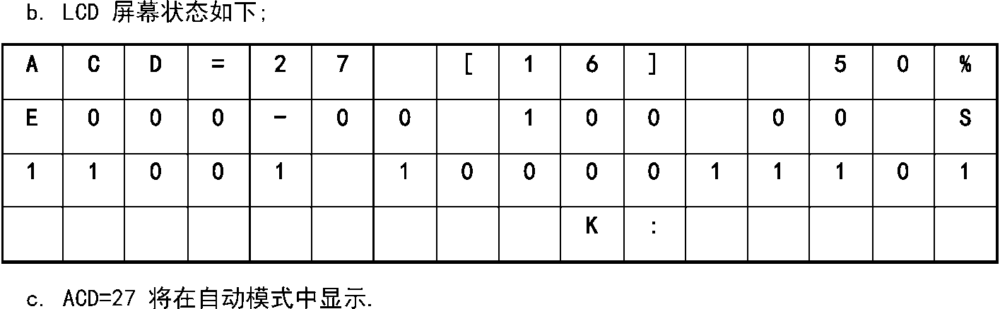 b. LCD 屏幕状态如下;
A C D = 2 7 [ 1 6 ] 5 0 %
E 0 0 0 - 0 0 1 0 0 0 0 S
1 1 0 0 1 1 0 0 0 0 1 1 1 0 1
K :
c. ACD=27 将在自动模式中显示.